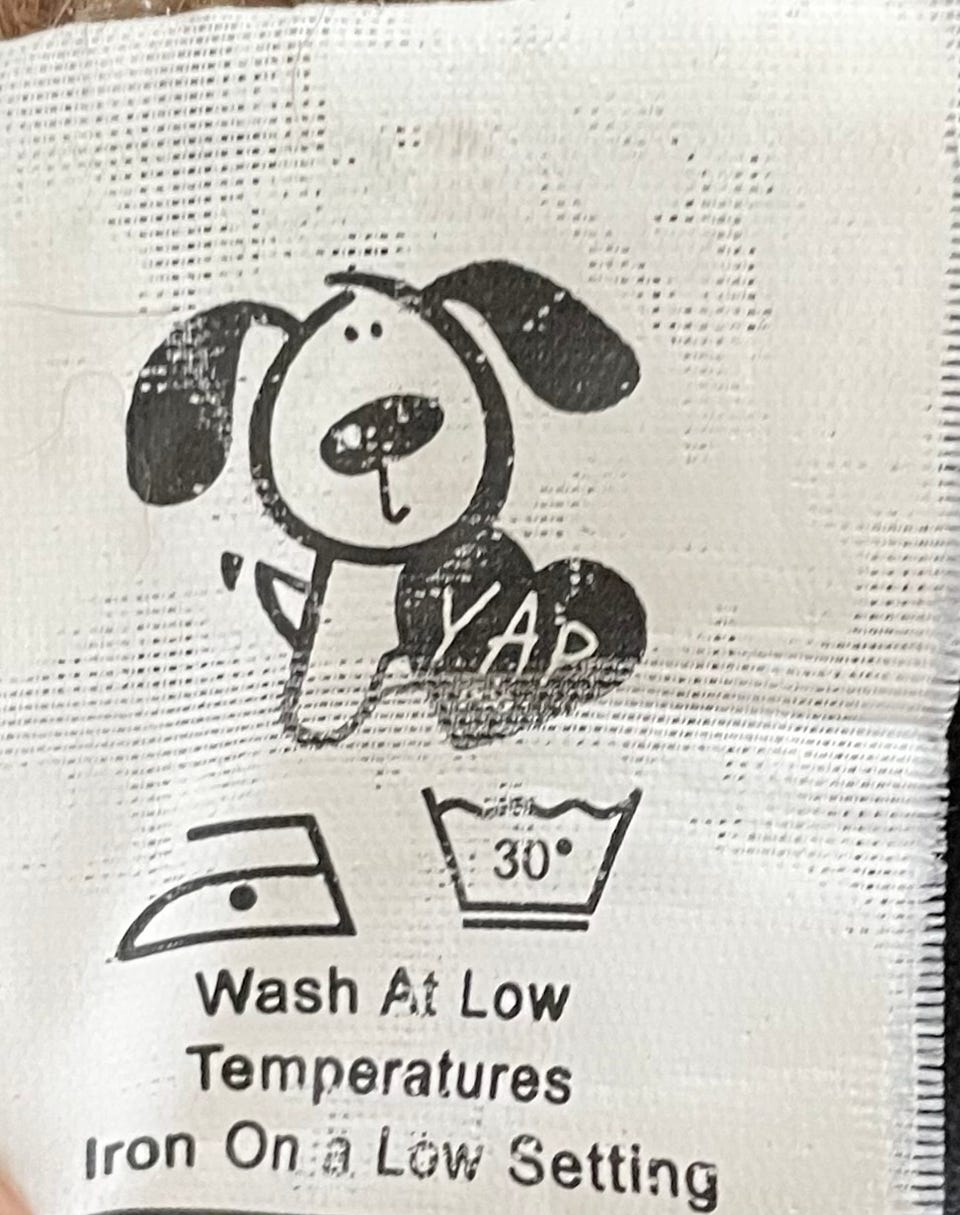 YAP
30°
Wash At Low
Temperatures
Iron On a Low Setting